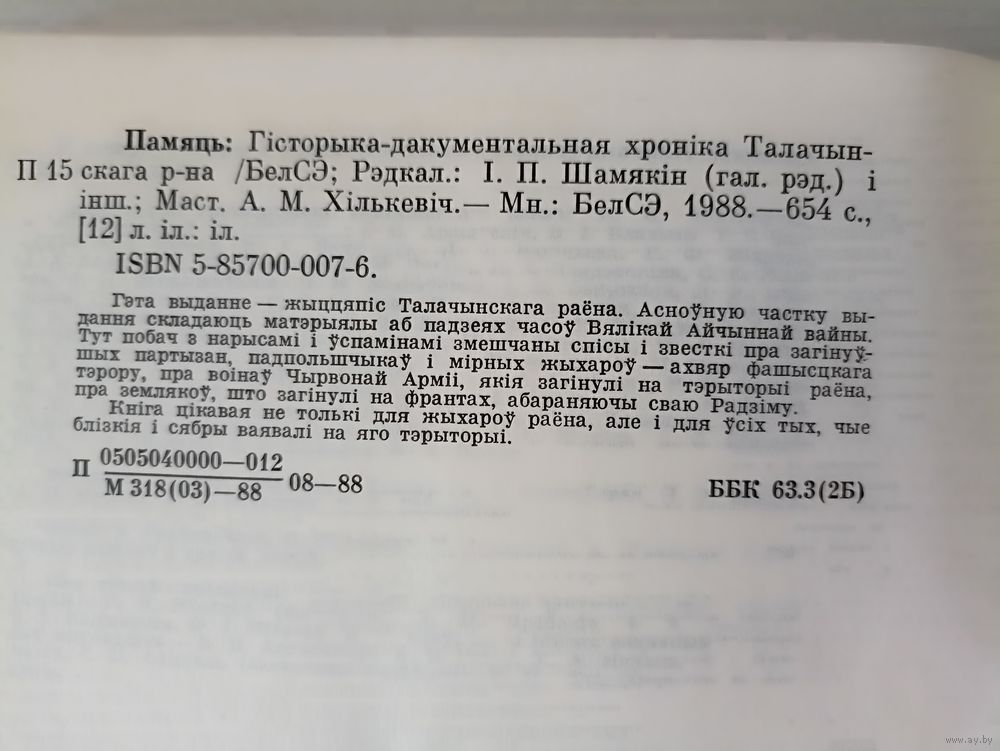 Памяць: Гісторыка-дакументальная хроніка Талачын-
П 15 скага р-на /БелСЭ; Рэдкал.: І. П. Шамякін (гал. рэд.) і
інш.; Маст. А. М. Хількевіч.— Мн.: БелСЭ, 1988.—654 с.,
[12] л. іл.: іл.
ISBN 5-85700-007-6.
Гэта выданне — жыццяпіс Талачынскага раёна. Асноўную частку вы-
дання складаюць матэрыялы аб падзеях часоў Вялікай Айчыннай вайны.
Тут побач з нарысамі і ўспамінамі змешчаны спісы і звесткі пра загінуў-
шых партызан, падпольшчыкаў і мірных жыхароў — ахвяр фашысцкага
тэрору, пра воінаў Чырвонай Арміі, якія загінулі на тэрыторыі раёна,
пра землякоў, што загінулі на франтах, абараняючы сваю Радзіму.
Кніга цікавая не толькі для жыхароў раёна, але і для ўсіх тых, чые
блізкія і сябры ваявалі на яго тэрыторыі.
П 0505040000—012
М 318(03)—88 08—88
ББК 63.3(2Б)
www.ay.by